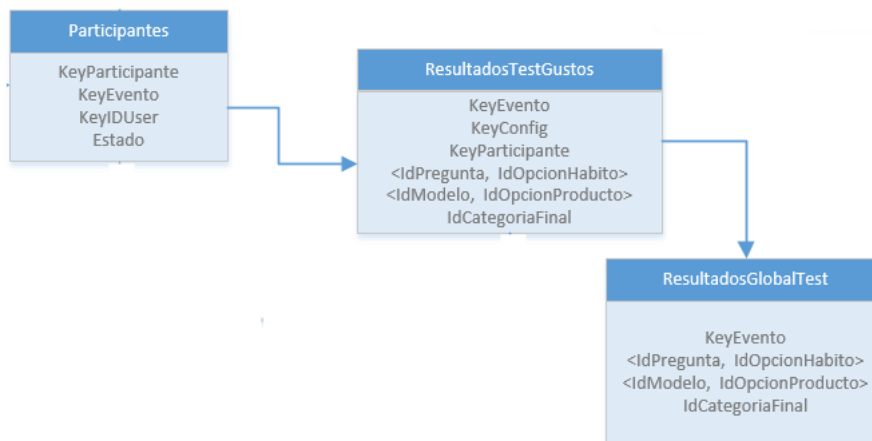 Participantes
KeyParticipante
KeyEvento
KeyIDUser
Estado
ResultadosTestGustos
KeyEvento
KeyConfig
KeyParticipante
<IdPregunta, IdOpcionHabito>
<IdModelo, IdOpcionProducto>
IdCategoriaFinal
ResultadosGlobalTest
KeyEvento
<IdPregunta, IdOpcionHabito>
<IdModelo, IdOpcionProducto>
IdCategoriaFinal